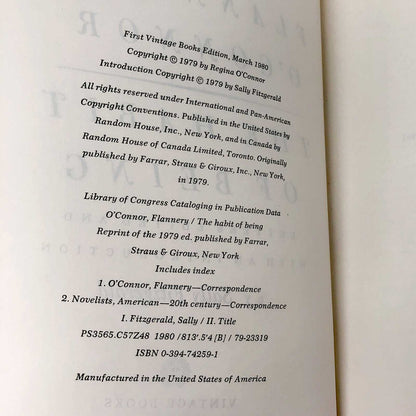 First Vintage Books Edition, March 1980
Copyright © 1979 by Regina O'Connor
Introduction Copyright © 1979 by Sally Fitzgerald
All rights reserved under International and Pan-American
Copyright Conventions. Published in the United States by
Random House, Inc., New York, and in Canada by
Random House of Canada Limited, Toronto. Originally
published by Farrar, Straus & Giroux, Inc., New York,
in 1979.
Library of Congress Cataloging in Publication Data
O'Connor, Flannery / The habit of being
Reprint of the 1979 ed. published by Farrar,
Straus & Giroux, New York
Includes index
1. O'Connor, Flannery—Correspondence
2. Novelists, American—20th century—Correspondence
I. Fitzgerald, Sally / II. Title
PS3565.C57Z48 1980 / 813'.5'4 [B] / 79-23319
ISBN 0-394-74259-1
Manufactured in the United States of America